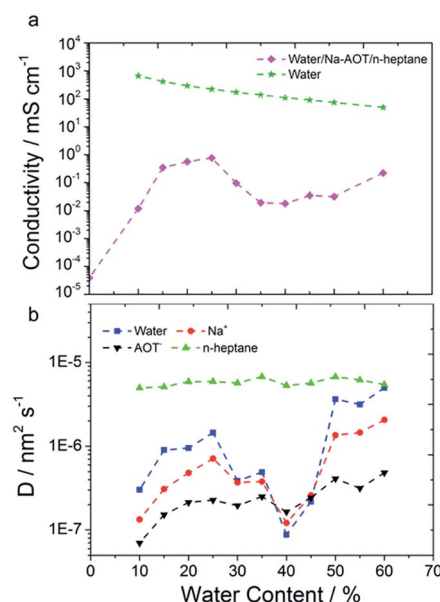 a
Water/Na-AOT/n-heptane
Water
Conductivity / mS cm⁻¹
10⁴
10³
10²
10¹
10⁰
10⁻¹
10⁻²
10⁻³
10⁻⁴
10⁻⁵
b
Water
Na⁺
AOT⁻
n-heptane
D / nm² s⁻¹
1E-5
1E-6
1E-7
0 10 20 30 40 50 60 70
Water Content / %